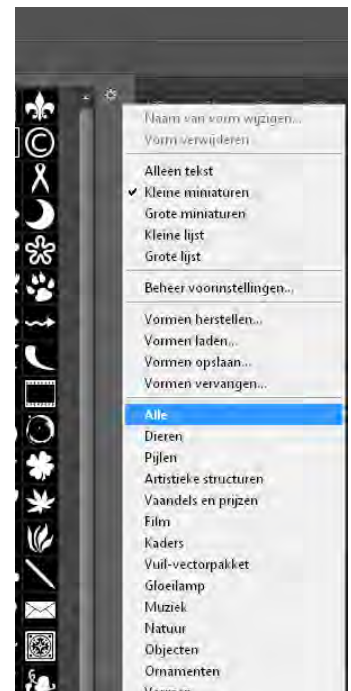 Naam van vorm wijzigen...
Vorm verwijderen
Alleen tekst
Kleine miniaturen
Grote miniaturen
Kleine lijst
Grote lijst
Beheer voorinstellingen...
Vormen herstellen...
Vormen laden...
Vormen opslaan...
Vormen vervangen...
Alle
Dieren
Pijlen
Artistieke structuren
Vaandels en prijzen
Film
Kaders
Vuil-vectorpakket
Gloeilamp
Muziek
Natuur
Objecten
Ornamenten